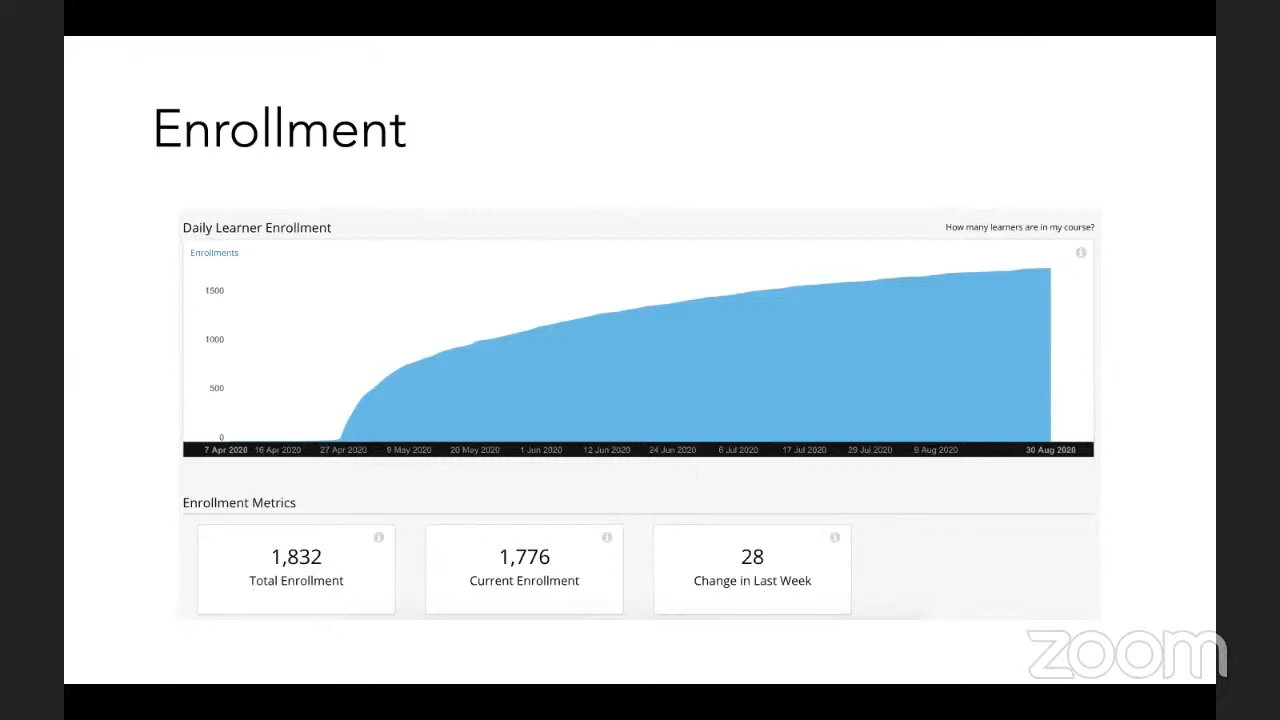 Enrollment
Daily Learner Enrollment
How many learners are in my course?
Enrollments
1500
1000
500
0
7 Apr 2020 16 Apr 2020 27 Apr 2020 9 May 2020 20 May 2020 1 Jun 2020 12 Jun 2020 24 Jun 2020 6 Jul 2020 17 Jul 2020 29 Jul 2020 9 Aug 2020 30 Aug 2020
Enrollment Metrics
1,832
Total Enrollment
1,776
Current Enrollment
28
Change in Last Week
zoom